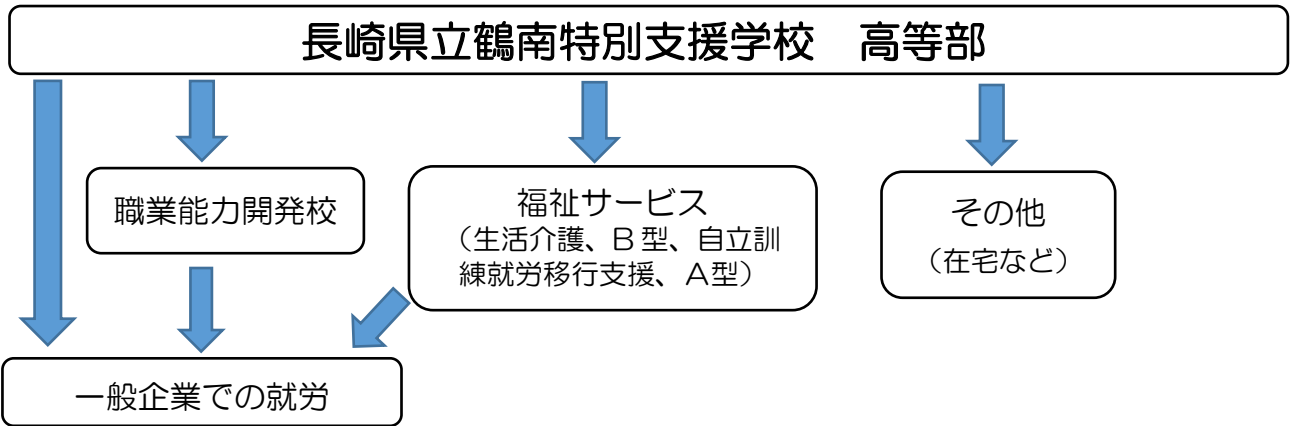 長崎県立鶴南特別支援学校　高等部
職業能力開発校
福祉サービス
（生活介護、Ｂ型、自立訓
練就労移行支援、Ａ型）
その他
（在宅など）
一般企業での就労